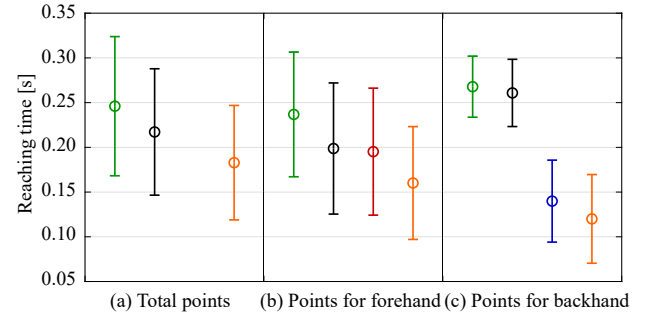 Reaching time [s]
0.35
0.30
0.25
0.20
0.15
0.10
0.05
(a) Total points
(b) Points for forehand
(c) Points for backhand